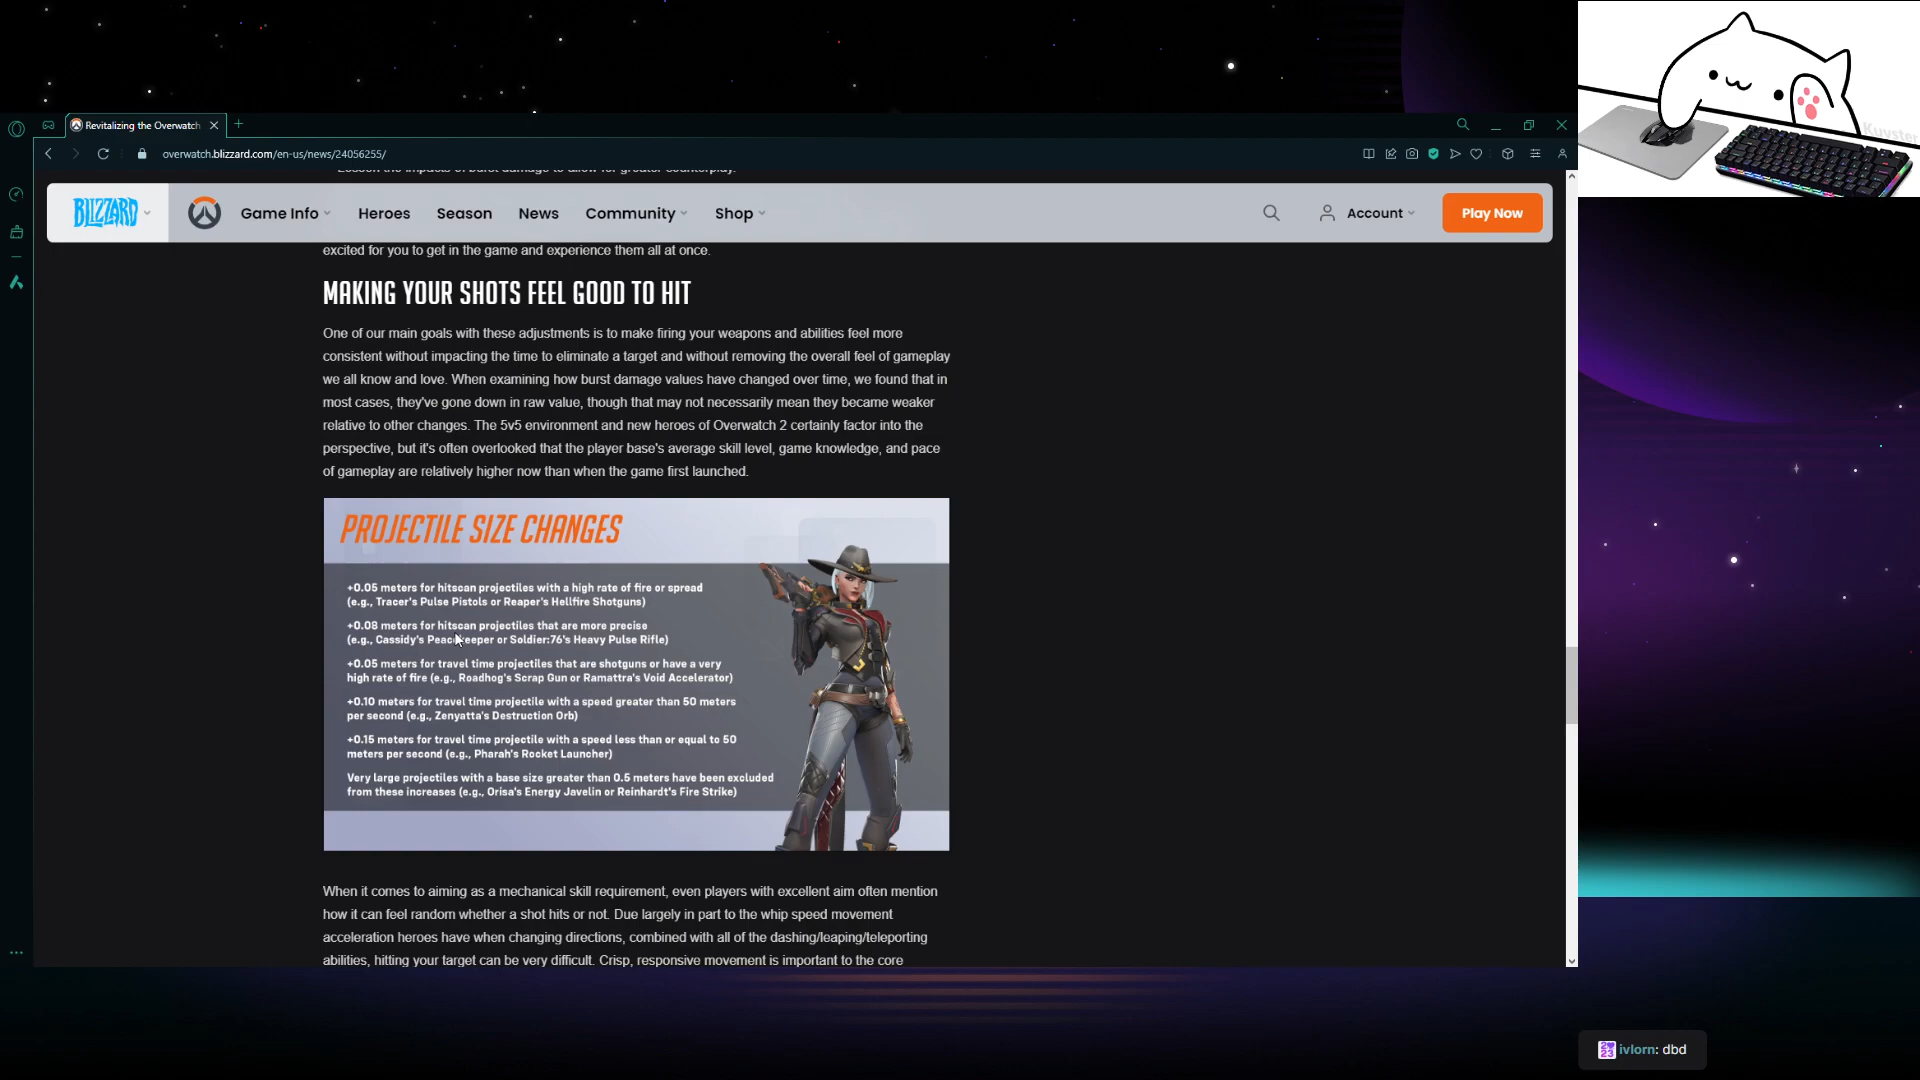 Kuvster
Revitalizing the Overwatch
overwatch.blizzard.com/en-us/news/24056255/
Lessen the impacts of burst damage to allow for greater counterplay.
BLIZZARD
Game Info
Heroes
Season
News
Community
Shop
Account
Play Now
excited for you to get in the game and experience them all at once.
MAKING YOUR SHOTS FEEL GOOD TO HIT
One of our main goals with these adjustments is to make firing your weapons and abilities feel more
consistent without impacting the time to eliminate a target and without removing the overall feel of gameplay
we all know and love. When examining how burst damage values have changed over time, we found that in
most cases, they've gone down in raw value, though that may not necessarily mean they became weaker
relative to other changes. The 5v5 environment and new heroes of Overwatch 2 certainly factor into the
perspective, but it's often overlooked that the player base's average skill level, game knowledge, and pace
of gameplay are relatively higher now than when the game first launched.
PROJECTILE SIZE CHANGES
+0.05 meters for hitscan projectiles with a high rate of fire or spread
(e.g., Tracer's Pulse Pistols or Reaper's Hellfire Shotguns)
+0.08 meters for hitscan projectiles that are more precise
(e.g., Cassidy's Peacekeeper or Soldier:76's Heavy Pulse Rifle)
+0.05 meters for travel time projectiles that are shotguns or have a very
high rate of fire (e.g., Roadhog's Scrap Gun or Ramattra's Void Accelerator)
+0.10 meters for travel time projectile with a speed greater than 50 meters
per second (e.g., Zenyatta's Destruction Orb)
+0.15 meters for travel time projectile with a speed less than or equal to 50
meters per second (e.g., Pharah's Rocket Launcher)
Very large projectiles with a base size greater than 0.5 meters have been excluded
from these increases (e.g., Orisa's Energy Javelin or Reinhardt's Fire Strike)
When it comes to aiming as a mechanical skill requirement, even players with excellent aim often mention
how it can feel random whether a shot hits or not. Due largely in part to the whip speed movement
acceleration heroes have when changing directions, combined with all of the dashing/leaping/teleporting
abilities, hitting your target can be very difficult. Crisp, responsive movement is important to the core
ivlorn: dbd